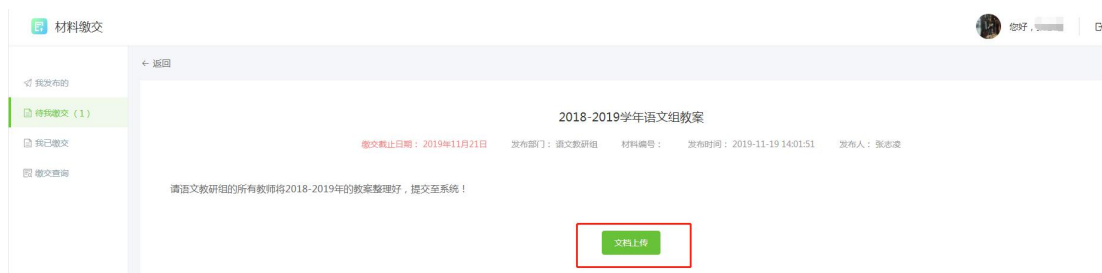 材料缴交
您好，
← 返回
我发布的
待我缴交（1）
我已缴交
缴交查询
2018-2019学年语文组教案
缴交截止日期： 2019年11月21日 发布部门： 语文教研组 材料编号： 发布时间： 2019-11-19 14:01:51 发布人： 张志凌
请语文教研组的所有教师将2018-2019年的教案整理好，提交至系统！
文档上传